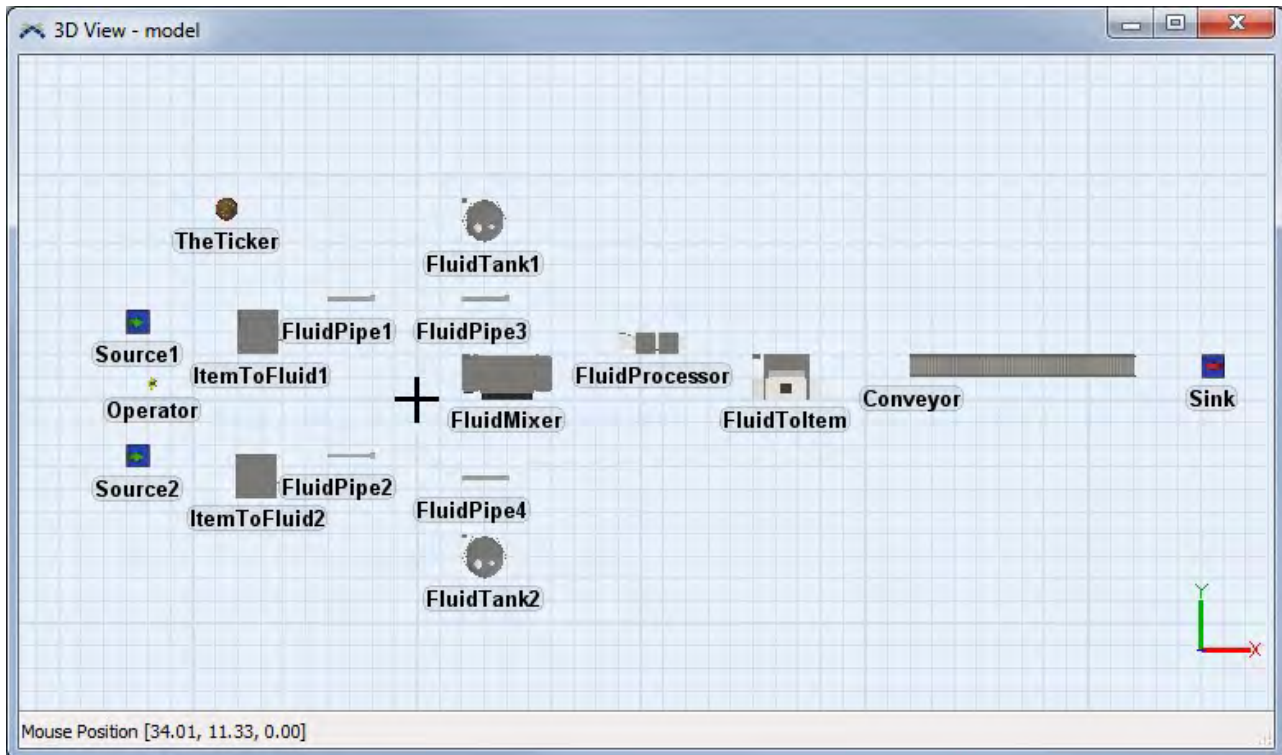 3D View - model
TheTicker
FluidTank1
FluidPipe1
FluidPipe3
Source1
ItemToFluid1
FluidProcessor
Operator
FluidMixer
FluidToItem
Conveyor
Sink
Source2
FluidPipe2
ItemToFluid2
FluidPipe4
FluidTank2
Y
X
Mouse Position [34.01, 11.33, 0.00]